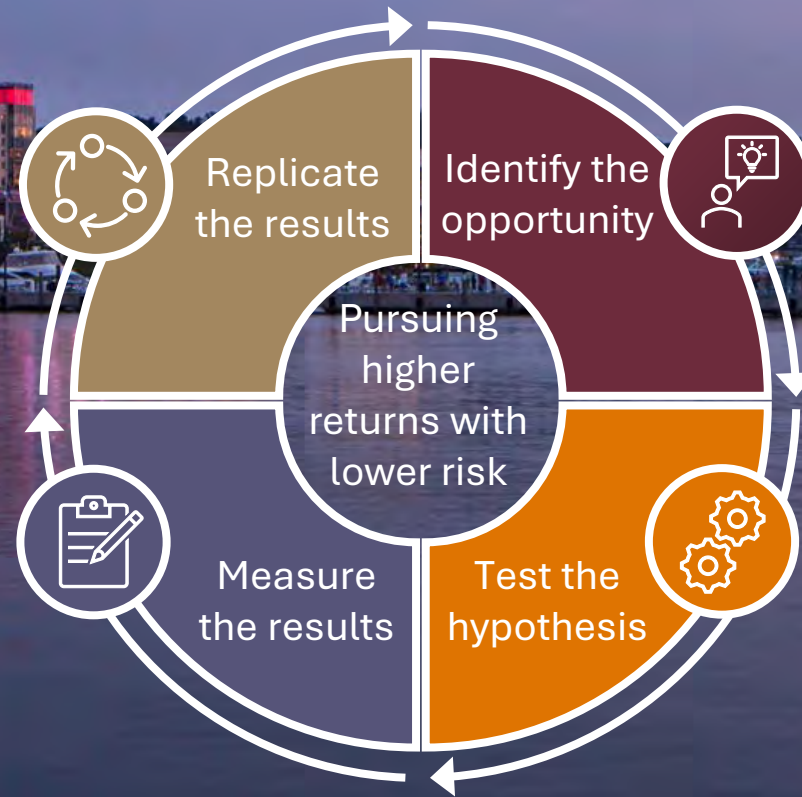 Replicate
the results
Identify the
opportunity
Pursuing
higher
returns with
lower risk
Measure
the results
Test the
hypothesis